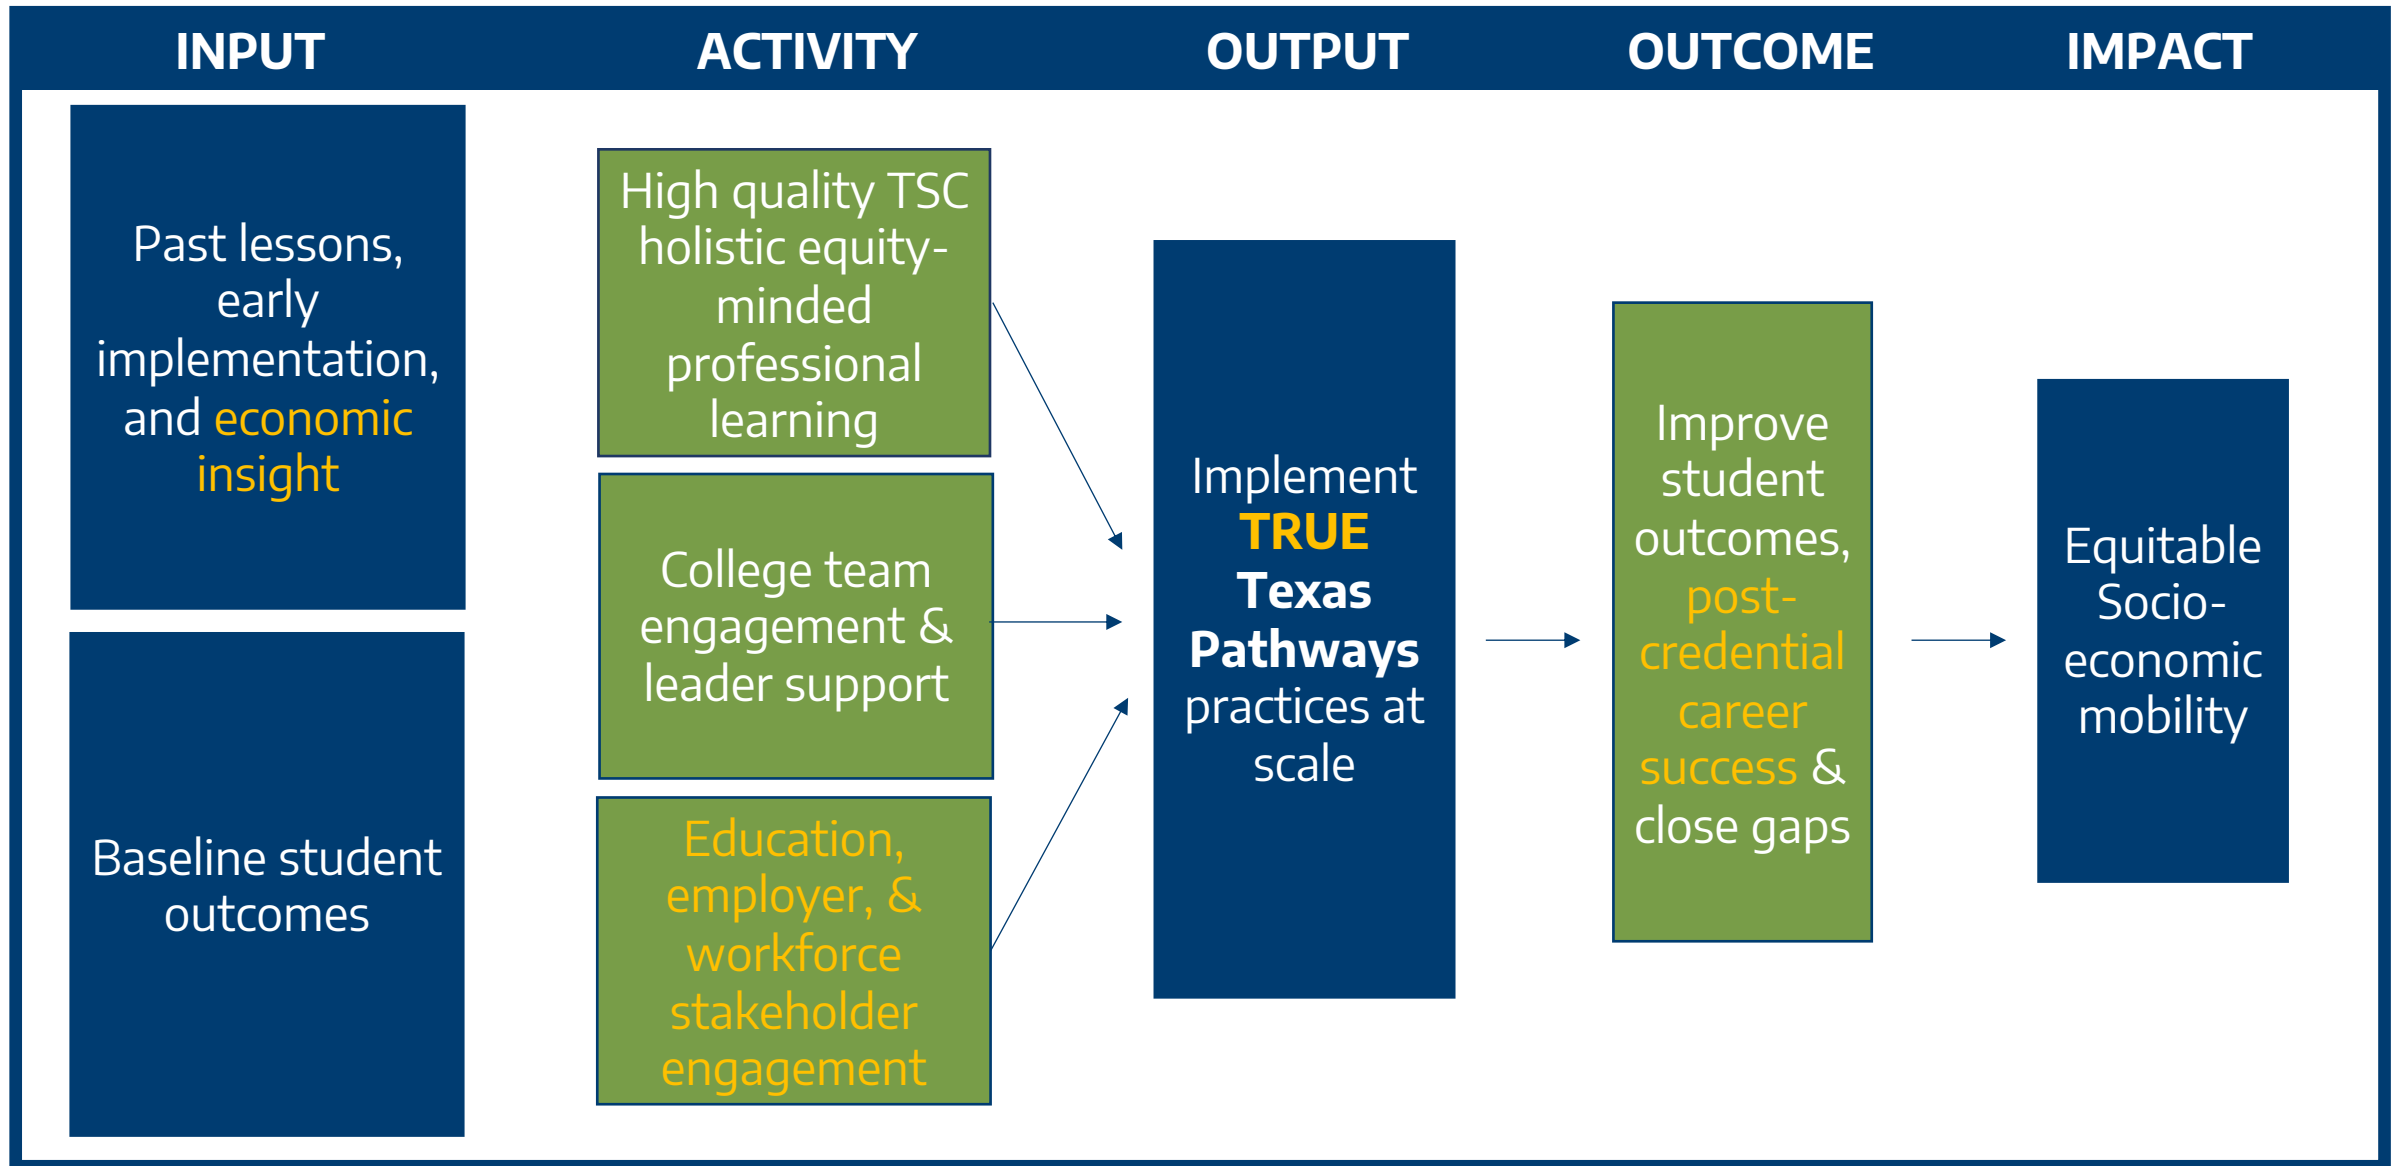 INPUT
ACTIVITY
OUTPUT
OUTCOME
IMPACT
Past lessons,
early
implementation,
and economic
insight
Baseline student
outcomes
High quality TSC
holistic equity-
minded
professional
learning
College team
engagement &
leader support
Education,
employer, &
workforce
stakeholder
engagement
Implement
TRUE
Texas
Pathways
practices at
scale
Improve
student
outcomes,
post-
credential
career
success &
close gaps
Equitable
Socio-
economic
mobility